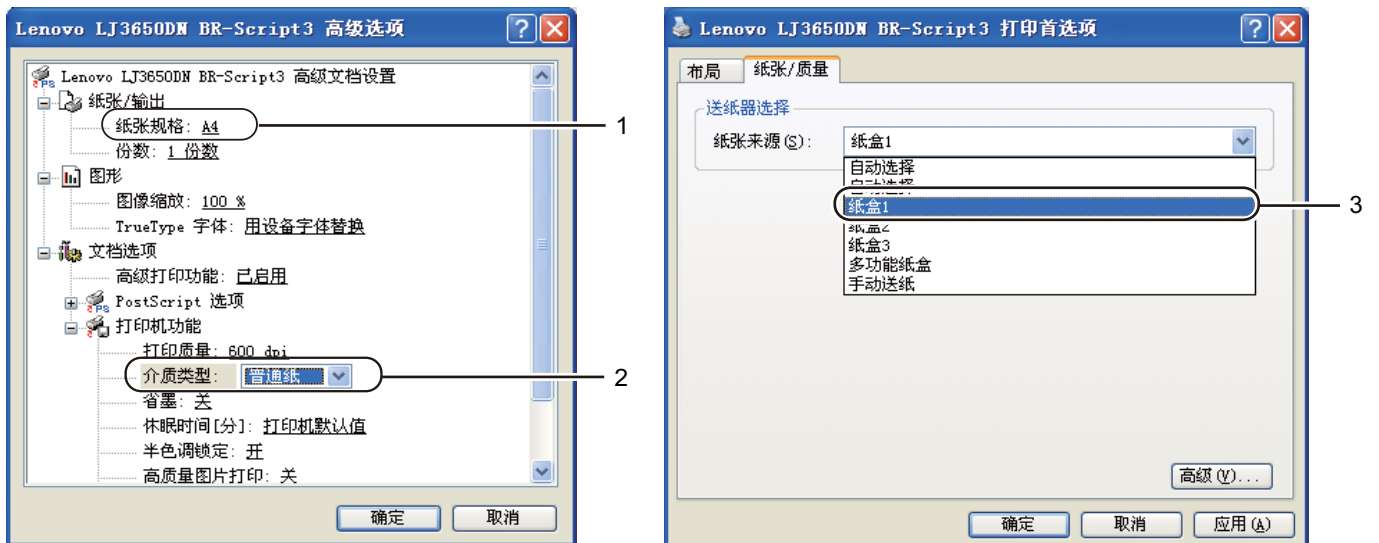 Lenovo LJ3650DN BR-Script3 高级选项
Lenovo LJ3650DN BR-Script3 高级文档设置
纸张/输出
纸张规格: A4
份数: 1 份数
图形
图像缩放: 100 %
TrueType 字体: 用设备字体替换
文档选项
高级打印功能: 已启用
PostScript 选项
打印机功能
打印质量: 600 dpi
介质类型: 普通纸
省墨: 关
休眠时间[分]: 打印机默认值
半色调锁定: 开
高质量图片打印: 关
确定
取消
1
2
Lenovo LJ3650DN BR-Script3 打印首选项
布局
纸张/质量
送纸器选择
纸张来源(S): 纸盒1
自动选择
自动选择
纸盒1
纸盒2
纸盒3
多功能纸盒
手动送纸
3
高级(V)...
确定
取消
应用(A)